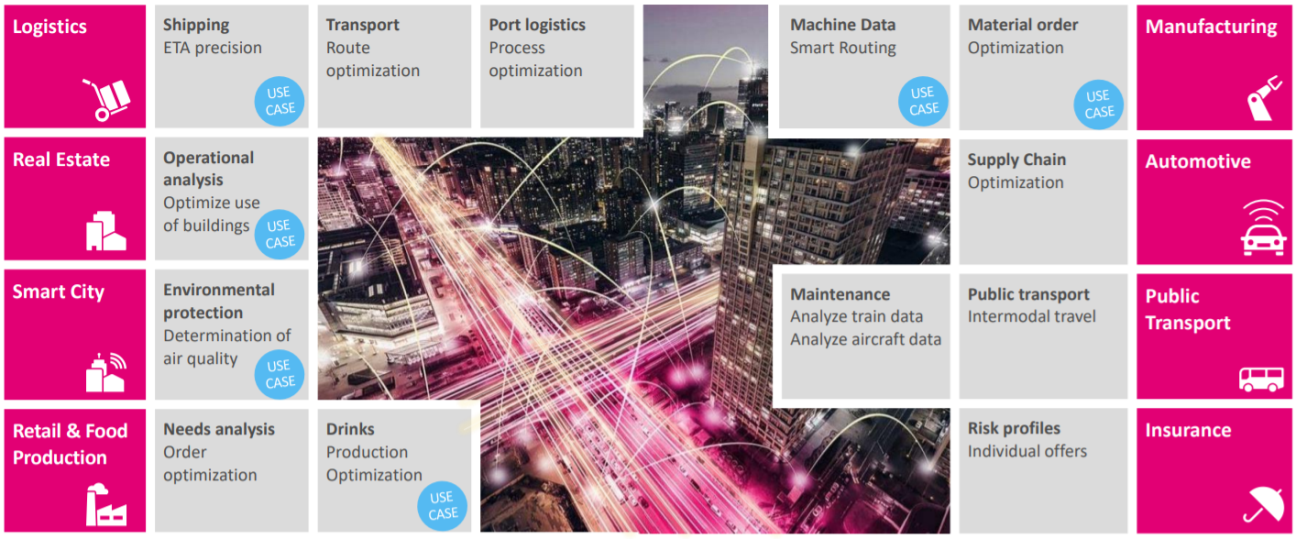 Logistics
Shipping
ETA precision
USE
CASE
Transport
Route
optimization
Port logistics
Process
optimization
Machine Data
Smart Routing
USE
CASE
Material order
Optimization
USE
CASE
Manufacturing
Real Estate
Operational
analysis
Optimize use
of buildings
USE
CASE
Supply Chain
Optimization
Automotive
Smart City
Environmental
protection
Determination of
air quality
USE
CASE
Maintenance
Analyze train data
Analyze aircraft data
Public transport
Intermodal travel
Public
Transport
Retail & Food
Production
Needs analysis
Order
optimization
Drinks
Production
Optimization
USE
CASE
Risk profiles
Individual offers
Insurance